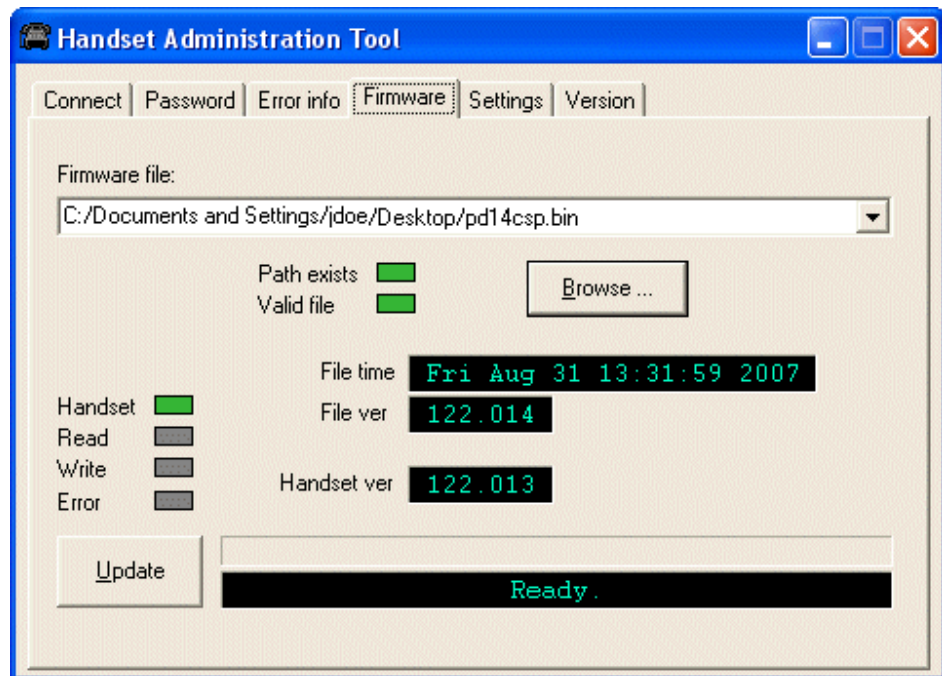 Handset Administration Tool
Connect Password Error info Firmware Settings Version
Firmware file:
C:/Documents and Settings/jdoe/Desktop/pd14csp.bin
Path exists
Valid file
Browse ...
File time Fri Aug 31 13:31:59 2007
File ver 122.014
Handset
Read
Write
Error
Handset ver 122.013
Update
Ready.